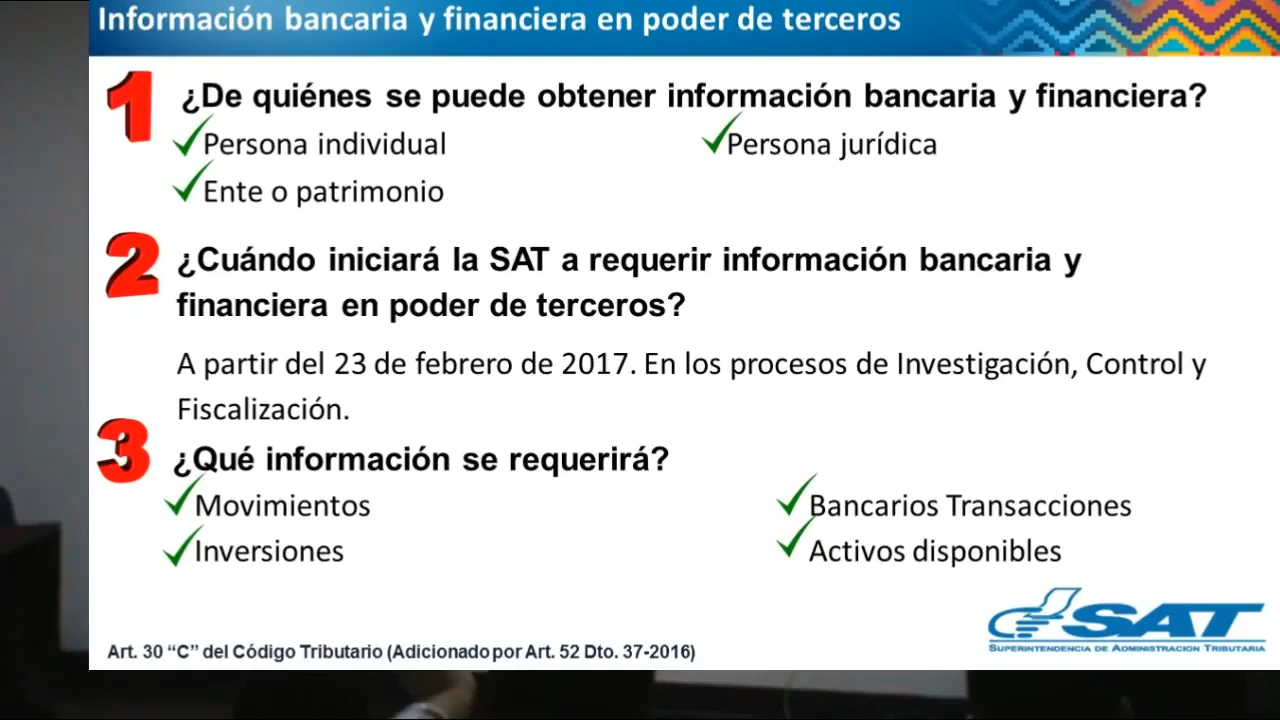 Información bancaria y financiera en poder de terceros
1 ¿De quiénes se puede obtener información bancaria y financiera?
Persona individual
Persona jurídica
Ente o patrimonio
2 ¿Cuándo iniciará la SAT a requerir información bancaria y
financiera en poder de terceros?
A partir del 23 de febrero de 2017. En los procesos de Investigación, Control y
Fiscalización.
3 ¿Qué información se requerirá?
Movimientos
Bancarios Transacciones
Inversiones
Activos disponibles
SAT
SUPERINTENDENCIA DE ADMINISTRACION TRIBUTARIA
Art. 30 “C” del Código Tributario (Adicionado por Art. 52 Dto. 37-2016)